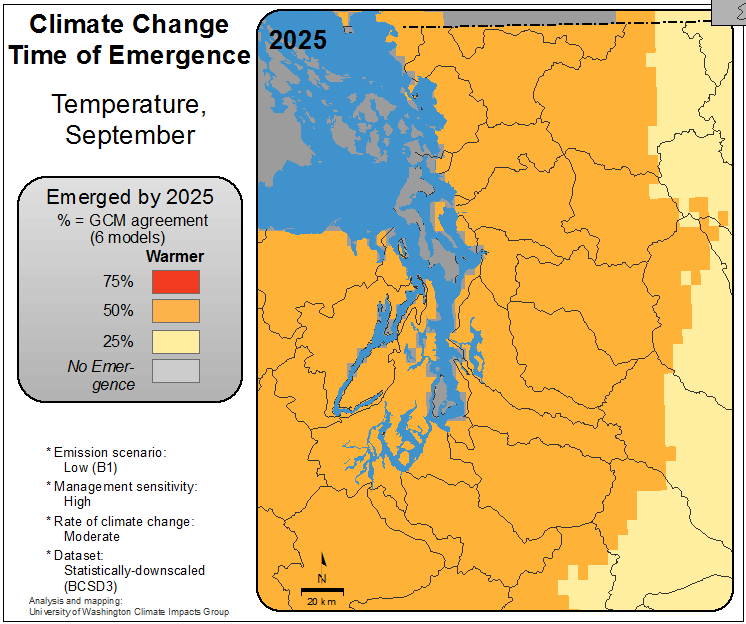 Climate Change
Time of Emergence
Temperature,
September
Emerged by 2025
% = GCM agreement
(6 models)
Warmer
75%
50%
25%
No Emer-
gence
* Emission scenario:
Low (B1)
* Management sensitivity:
High
* Rate of climate change:
Moderate
* Dataset:
Statistically-downscaled
(BCSD3)
Analysis and mapping:
University of Washington Climate Impacts Group
2025
N
20 km